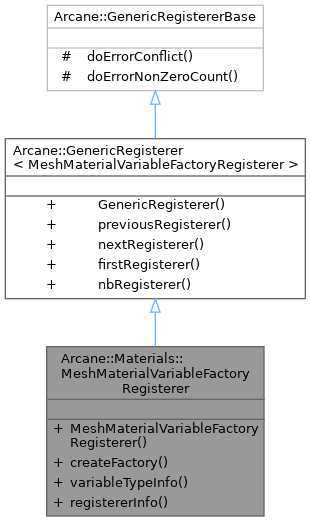 Arcane::GenericRegistererBase
# doErrorConflict()
# doErrorNonZeroCount()
Arcane::GenericRegisterer
< MeshMaterialVariableFactoryRegisterer >
+ GenericRegisterer()
+ previousRegisterer()
+ nextRegisterer()
+ firstRegisterer()
+ nbRegisterer()
Arcane::Materials::
MeshMaterialVariableFactory
Registerer
+ MeshMaterialVariableFactory
Registerer()
+ createFactory()
+ variableTypeInfo()
+ registererInfo()